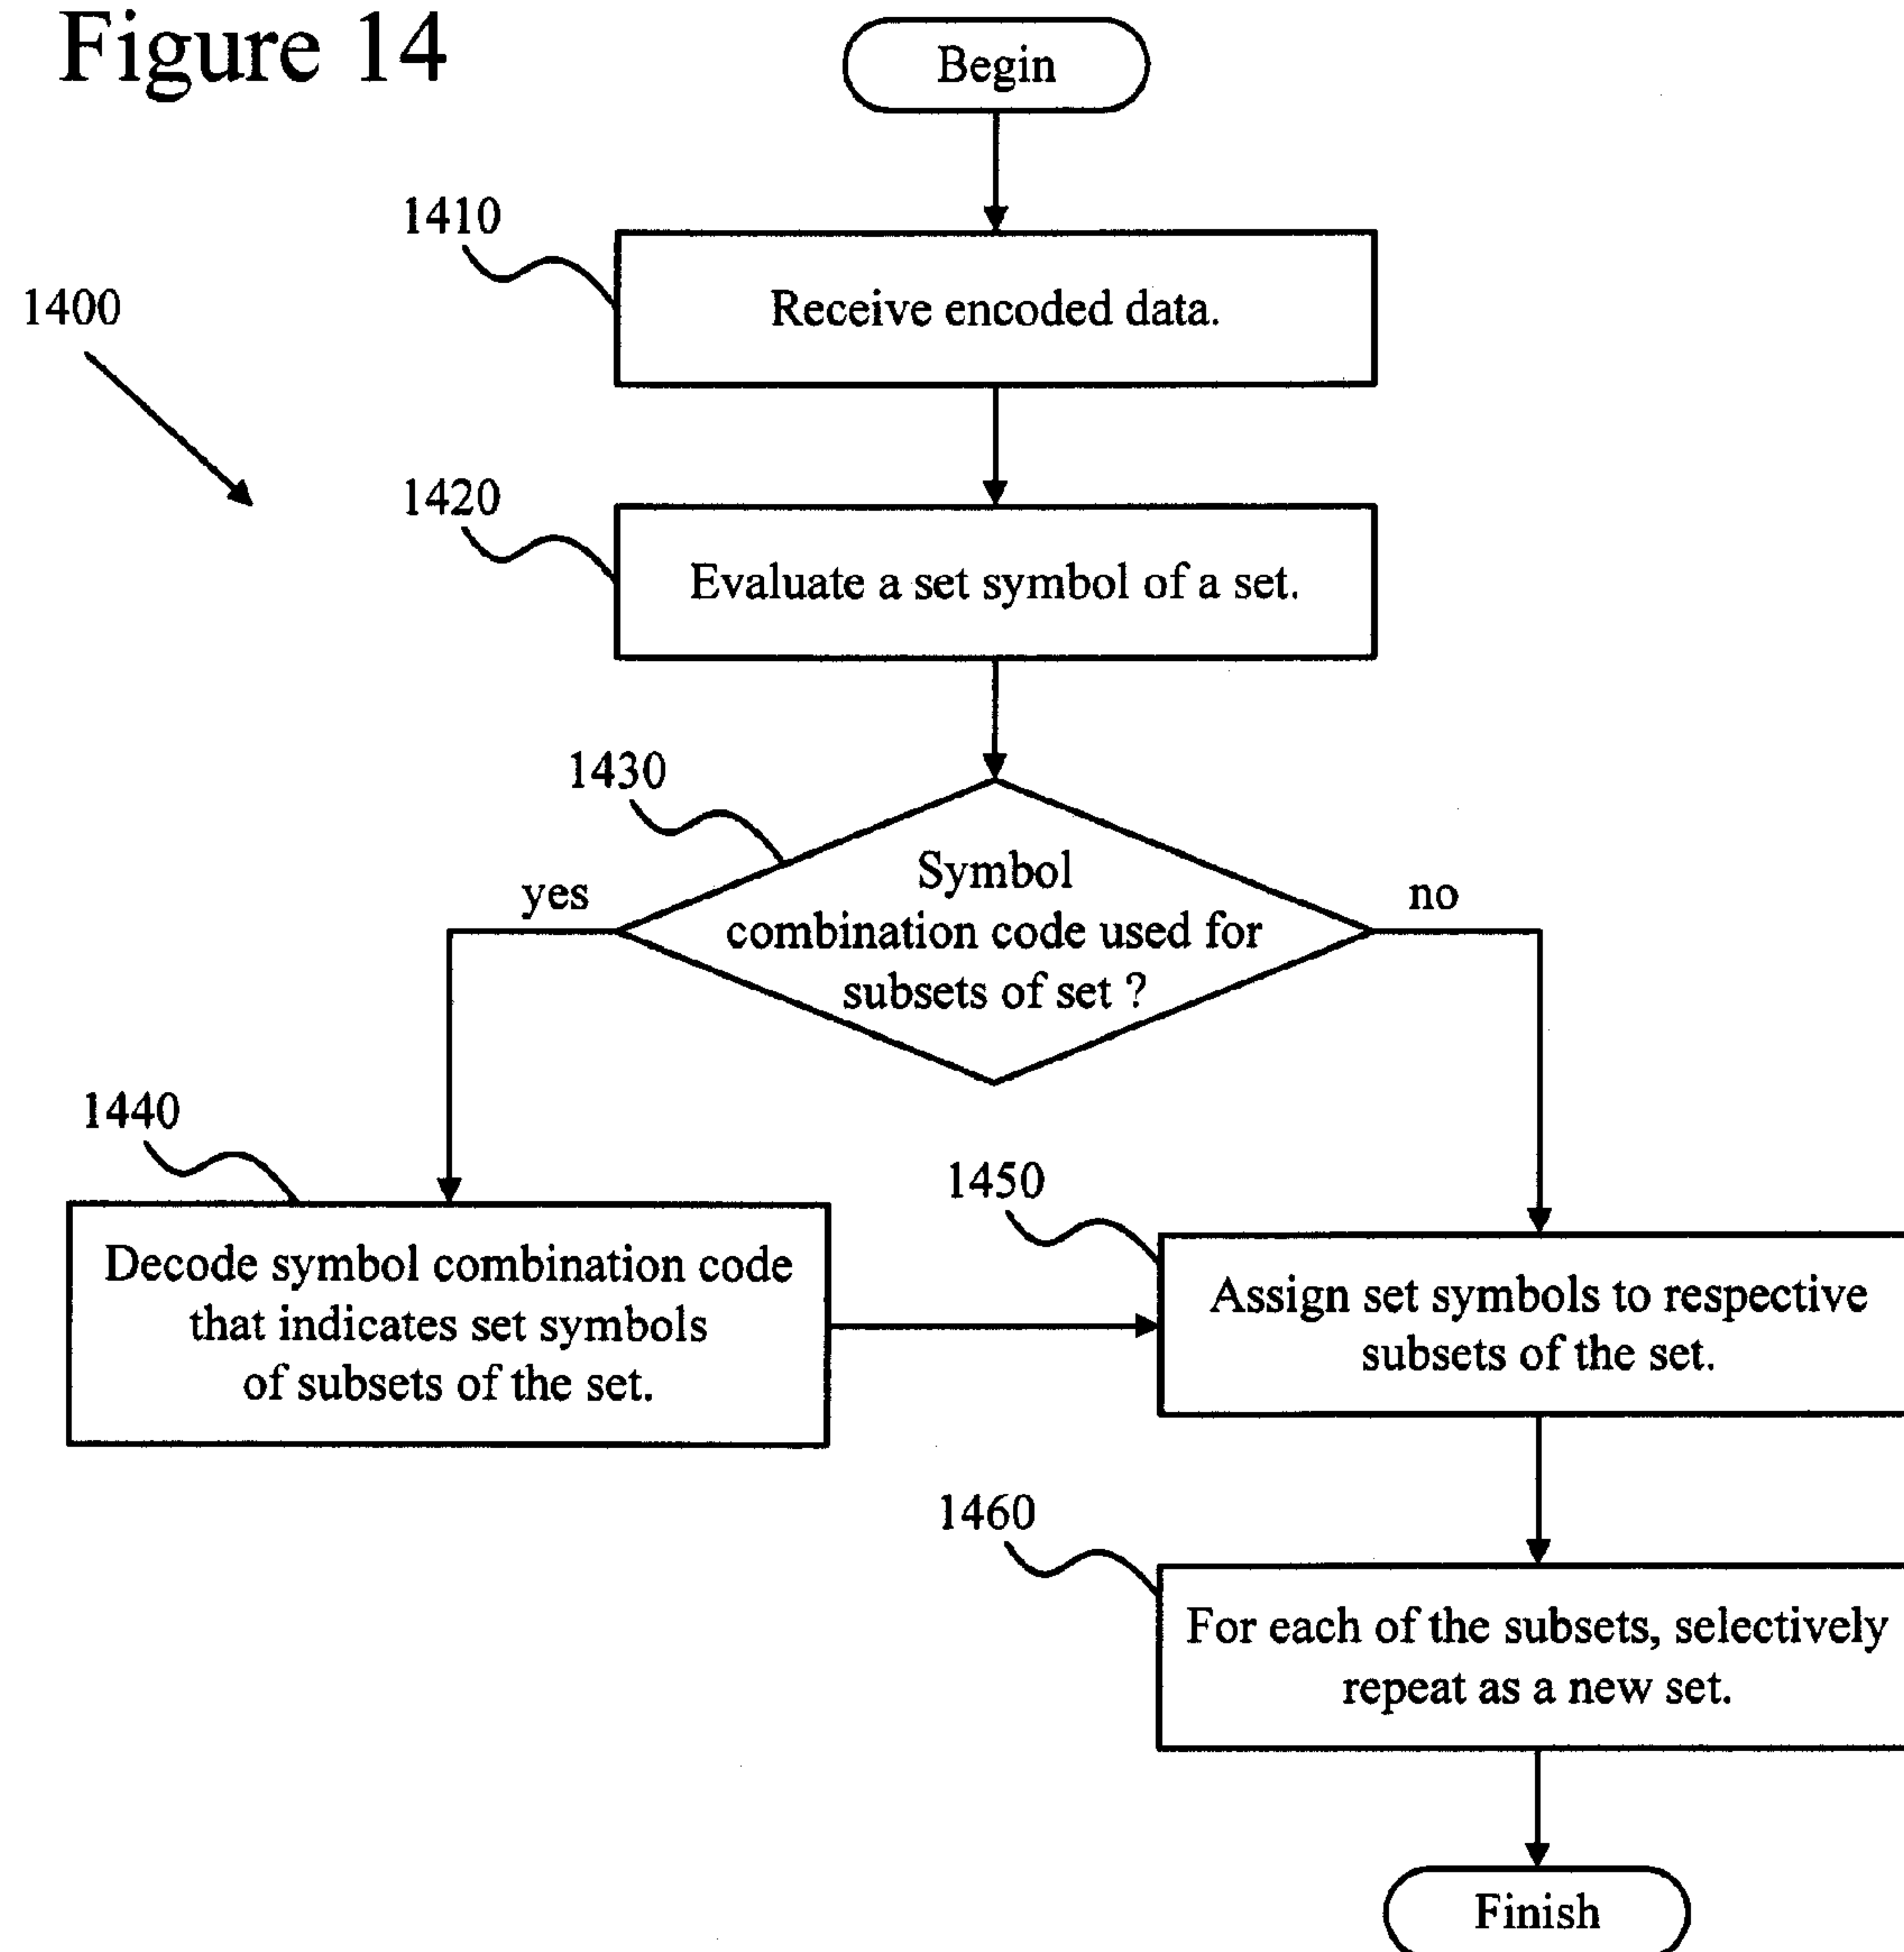 Figure 14
Begin
1410
Receive encoded data.
1400
1420
Evaluate a set symbol of a set.
1430
Symbol
combination code used for
subsets of set ?
yes
no
1440
Decode symbol combination code
that indicates set symbols
of subsets of the set.
1450
Assign set symbols to respective
subsets of the set.
1460
For each of the subsets, selectively
repeat as a new set.
Finish